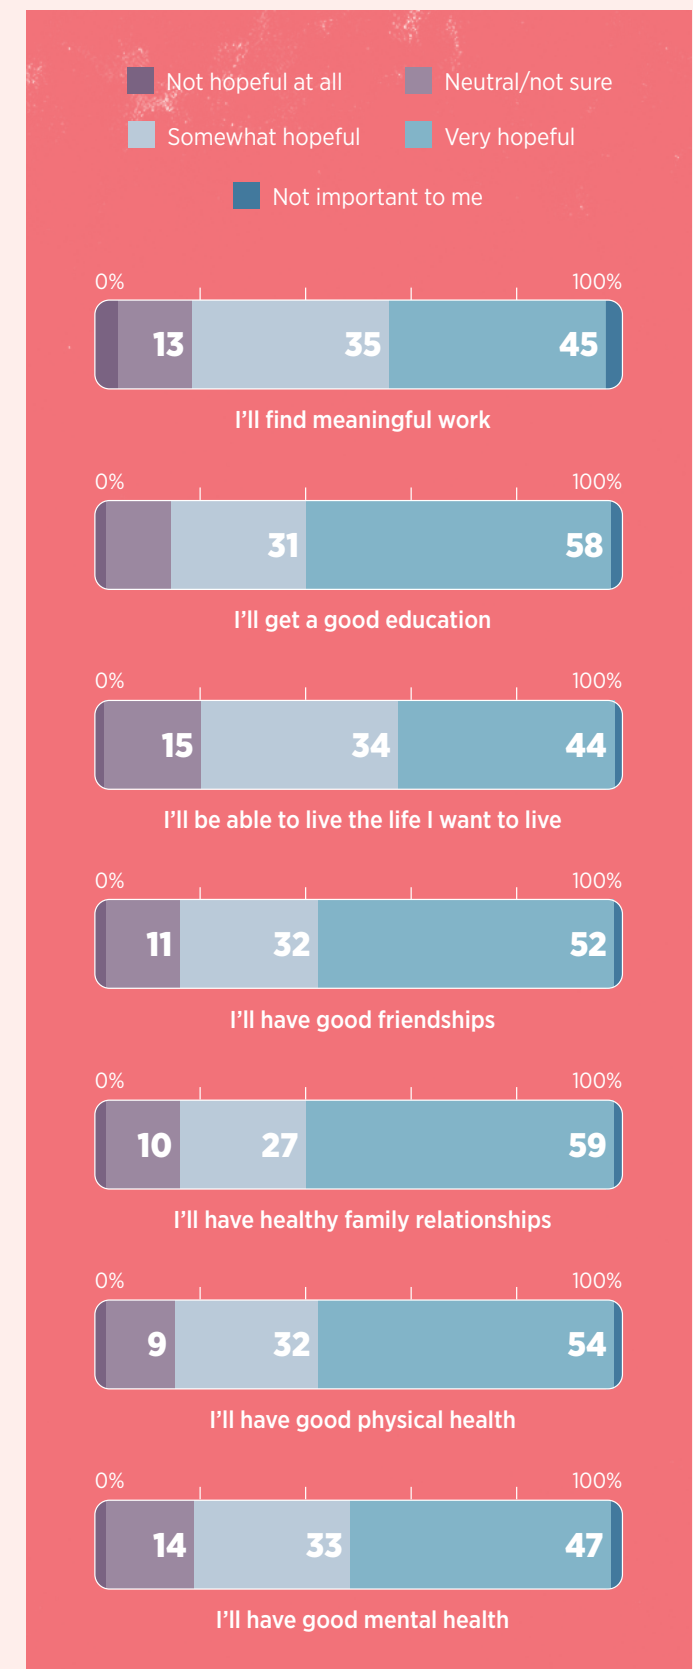 Not hopeful at all
Neutral/not sure
Somewhat hopeful
Very hopeful
Not important to me
0% 100%
13 35 45
I'll find meaningful work
0% 100%
31 58
I'll get a good education
0% 100%
15 34 44
I'll be able to live the life I want to live
0% 100%
11 32 52
I'll have good friendships
0% 100%
10 27 59
I'll have healthy family relationships
0% 100%
9 32 54
I'll have good physical health
0% 100%
14 33 47
I'll have good mental health